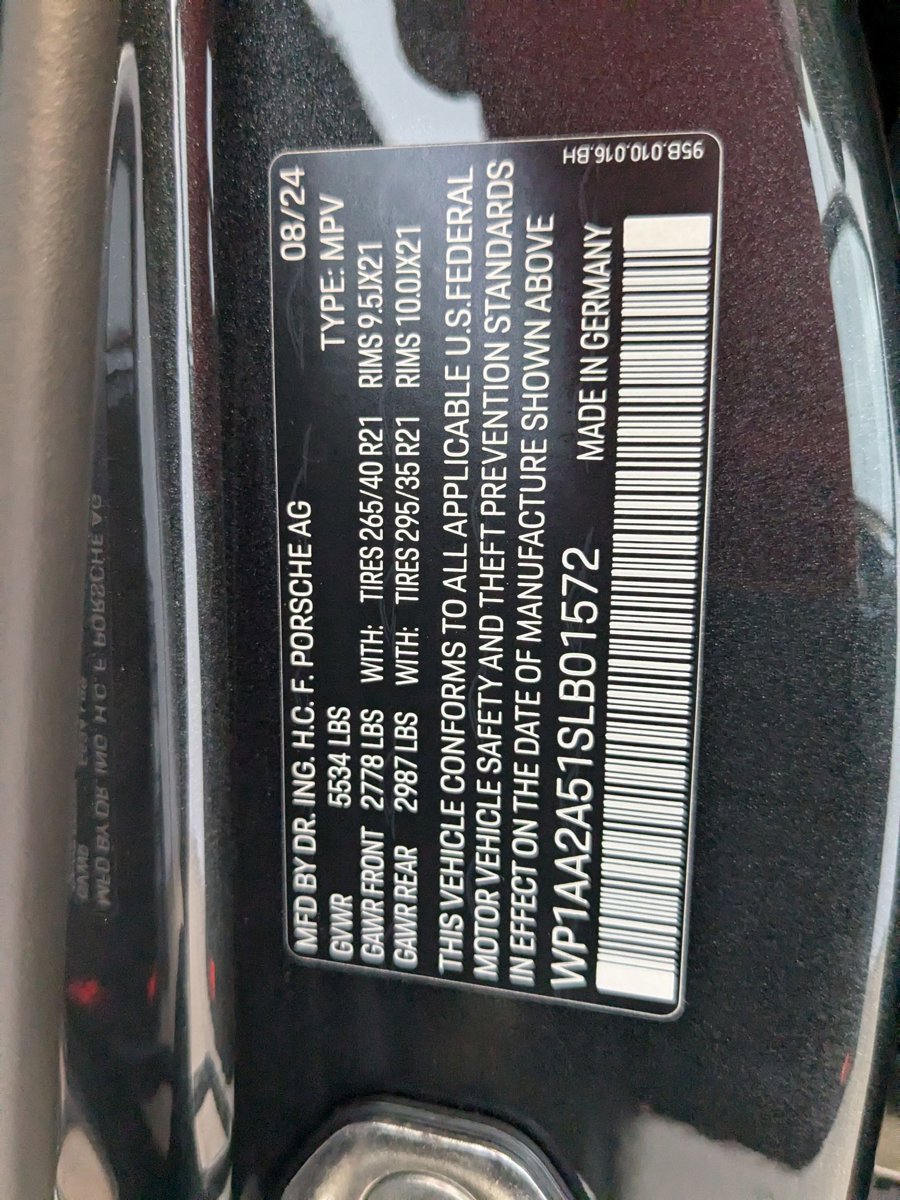 MFD BY DR. ING. H.C. F. PORSCHE AG 08/24
GVWR 5534 LBS TYPE: MPV
GAWR FRONT 2778 LBS WITH: TIRES 265/40 R21 RIMS 9.5JX21
GAWR REAR 2987 LBS WITH: TIRES 295/35 R21 RIMS 10.0JX21
THIS VEHICLE CONFORMS TO ALL APPLICABLE U.S. FEDERAL
MOTOR VEHICLE SAFETY AND THEFT PREVENTION STANDARDS
IN EFFECT ON THE DATE OF MANUFACTURE SHOWN ABOVE
WP1AA2A51SLB01572 MADE IN GERMANY
95B.010.016.BH